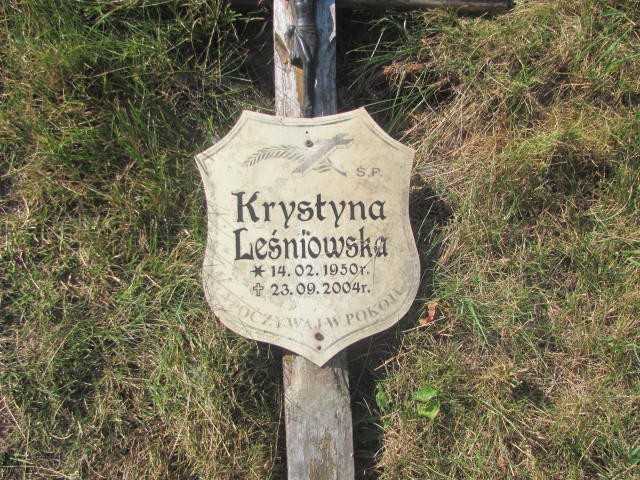 Ś.P.
Krystyna
Leśniowska
* 14. 02. 1950r.
✝ 23.09.2004r.
SPOCZYWAJ W POKOJU